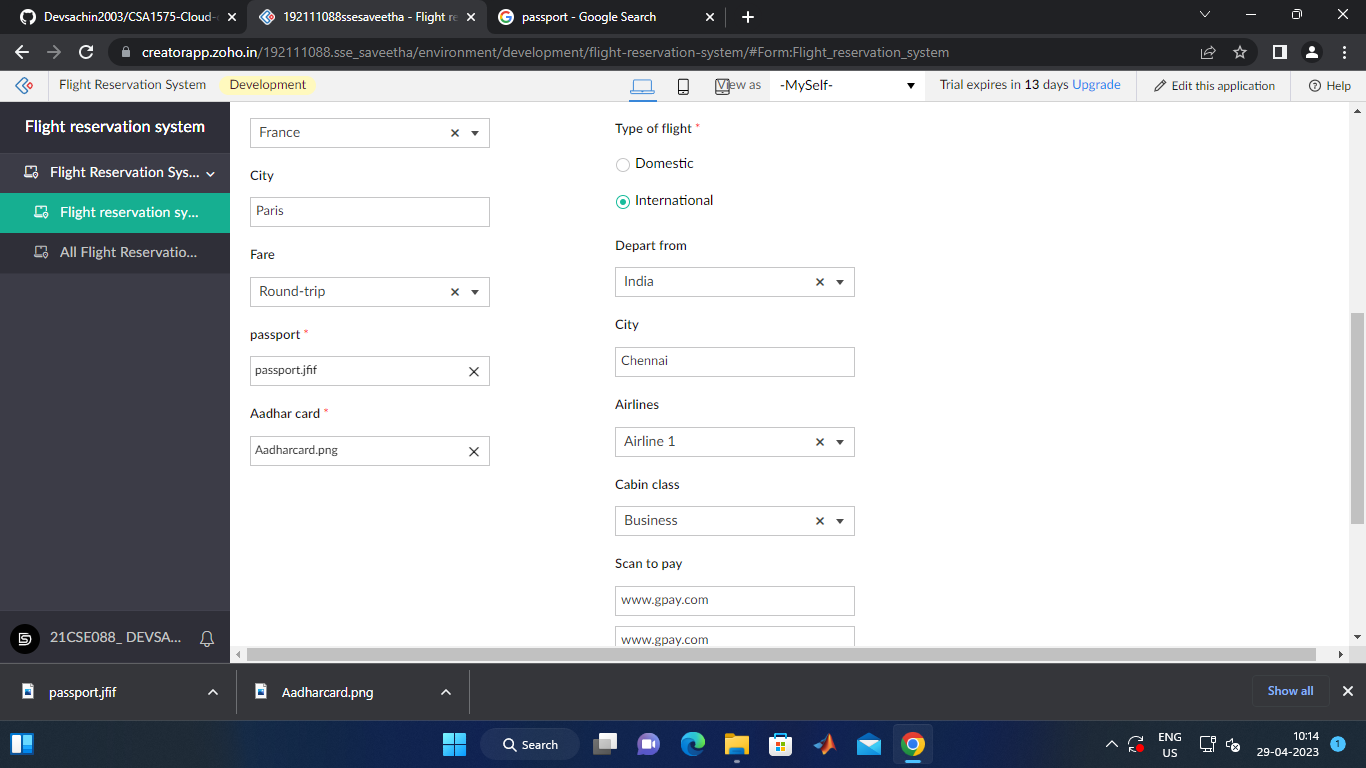 Devsachin2003/CSA1575-Cloud-
192111088ssesaveetha - Flight re
passport - Google Search
creatorapp.zoho.in/192111088.sse_saveetha/environment/development/flight-reservation-system/#Form:Flight_reservation_system
Flight Reservation System
Development
View as
-MySelf-
Trial expires in 13 days Upgrade
Edit this application
Help
Flight reservation system
Flight Reservation Sys...
Flight reservation sy...
All Flight Reservatio...
21CSE088_ DEVSA...
France
City
Paris
Fare
Round-trip
passport *
passport.jfif
Aadhar card *
Aadharcard.png
Type of flight *
Domestic
International
Depart from
India
City
Chennai
Airlines
Airline 1
Cabin class
Business
Scan to pay
www.gpay.com
www.gpay.com
passport.jfif
Aadharcard.png
Show all
Search
ENG
US
10:14
29-04-2023
1